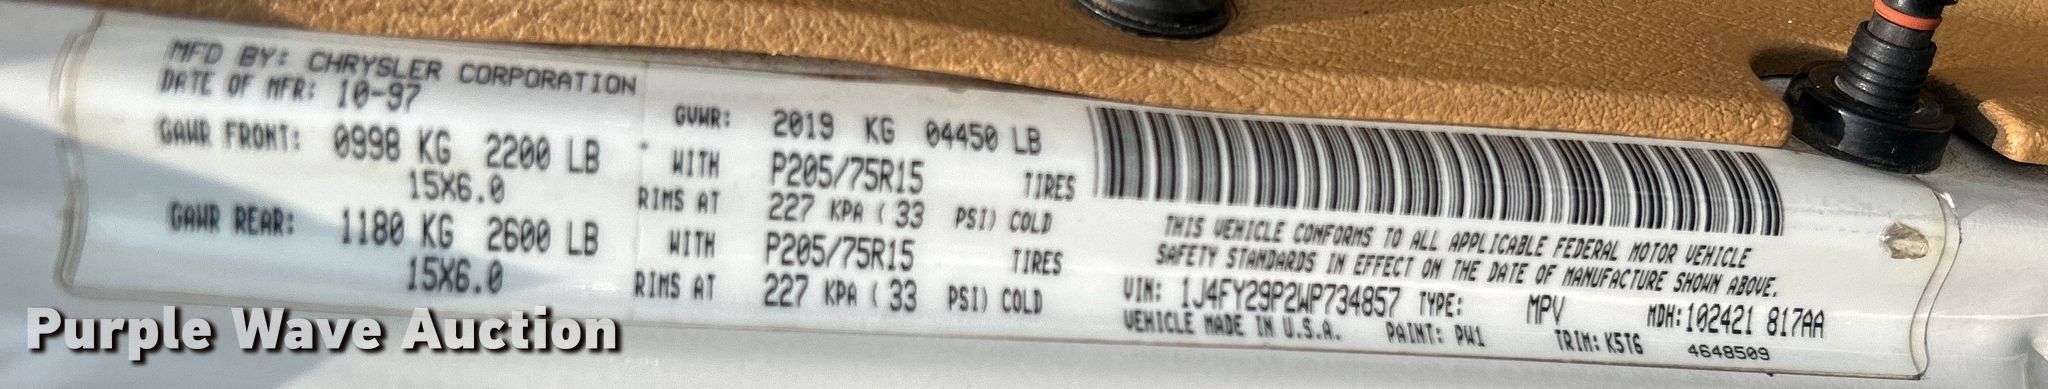 MFD BY: CHRYSLER CORPORATION
DATE OF MFR: 10-97
GVWR: 2019 KG 04450 LB
GAWR FRONT: 0998 KG 2200 LB WITH P205/75R15 TIRES
15X6.0 RIMS AT 227 KPA ( 33 PSI) COLD
GAWR REAR: 1180 KG 2600 LB WITH P205/75R15 TIRES
15X6.0 RIMS AT 227 KPA ( 33 PSI) COLD
THIS VEHICLE CONFORMS TO ALL APPLICABLE FEDERAL MOTOR VEHICLE
SAFETY STANDARDS IN EFFECT ON THE DATE OF MANUFACTURE SHOWN ABOVE.
VIN: 1J4FY29P2WP734857 TYPE: MPV MDH:102421 817AA
VEHICLE MADE IN U.S.A. PAINT: PW1 TRIM: K5T6 4648509
Purple Wave Auction